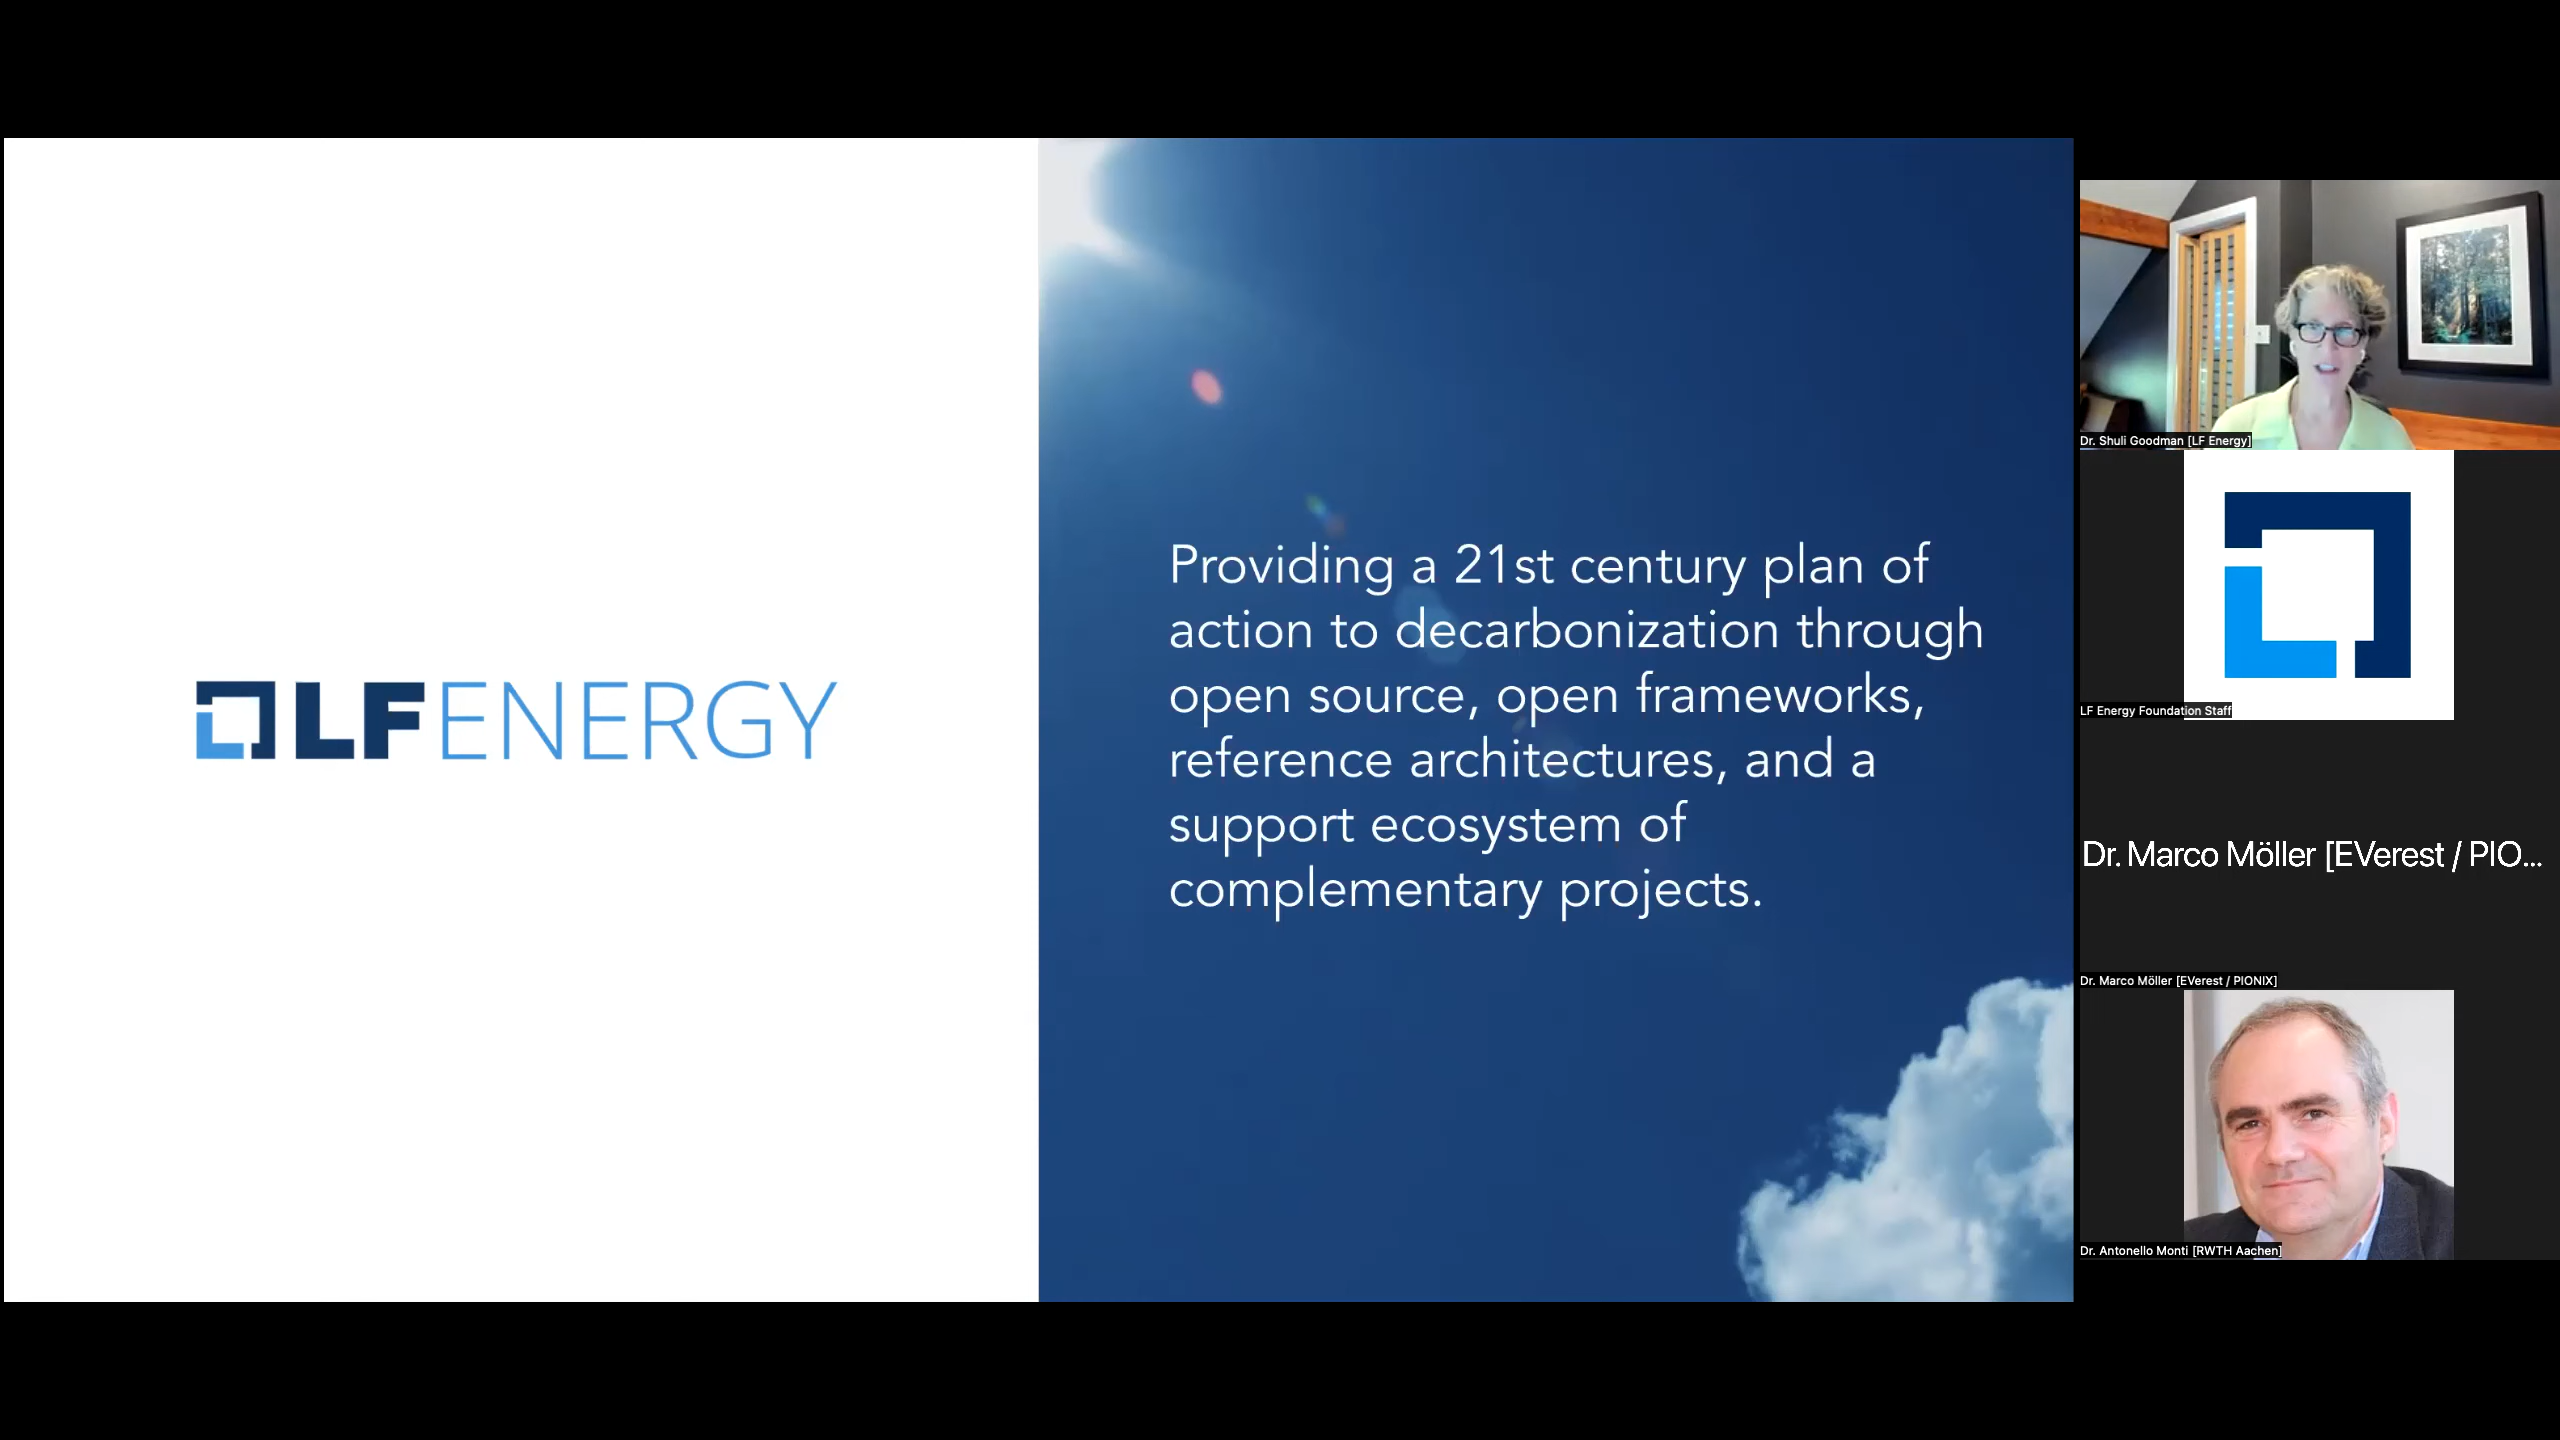 LFENERGY
Providing a 21st century plan of
action to decarbonization through
open source, open frameworks,
reference architectures, and a
support ecosystem of
complementary projects.
Dr. Shuli Goodman [LF Energy]
LF Energy Foundation Staff
Dr. Marco Möller [EVerest / PIO...
Dr. Marco Möller [EVerest / PIONIX]
Dr. Antonello Monti [RWTH Aachen]